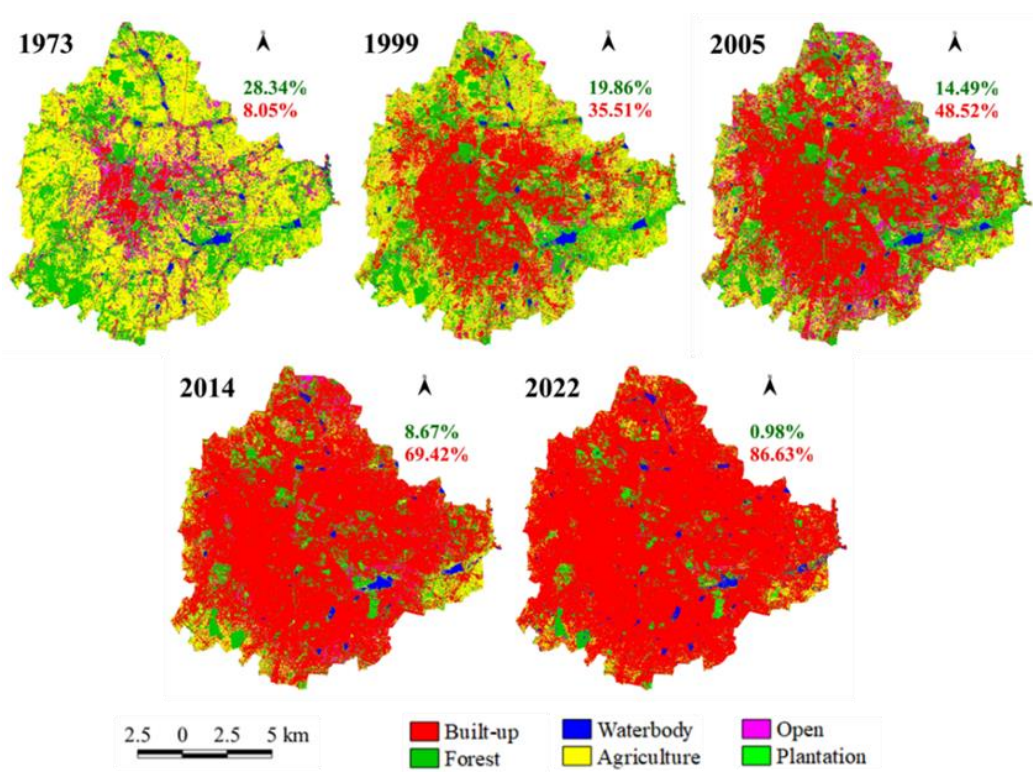 1973
28.34%
8.05%
1999
19.86%
35.51%
2005
14.49%
48.52%
2014
8.67%
69.42%
2022
0.98%
86.63%
2.5 0 2.5 5 km
Built-up
Waterbody
Open
Forest
Agriculture
Plantation